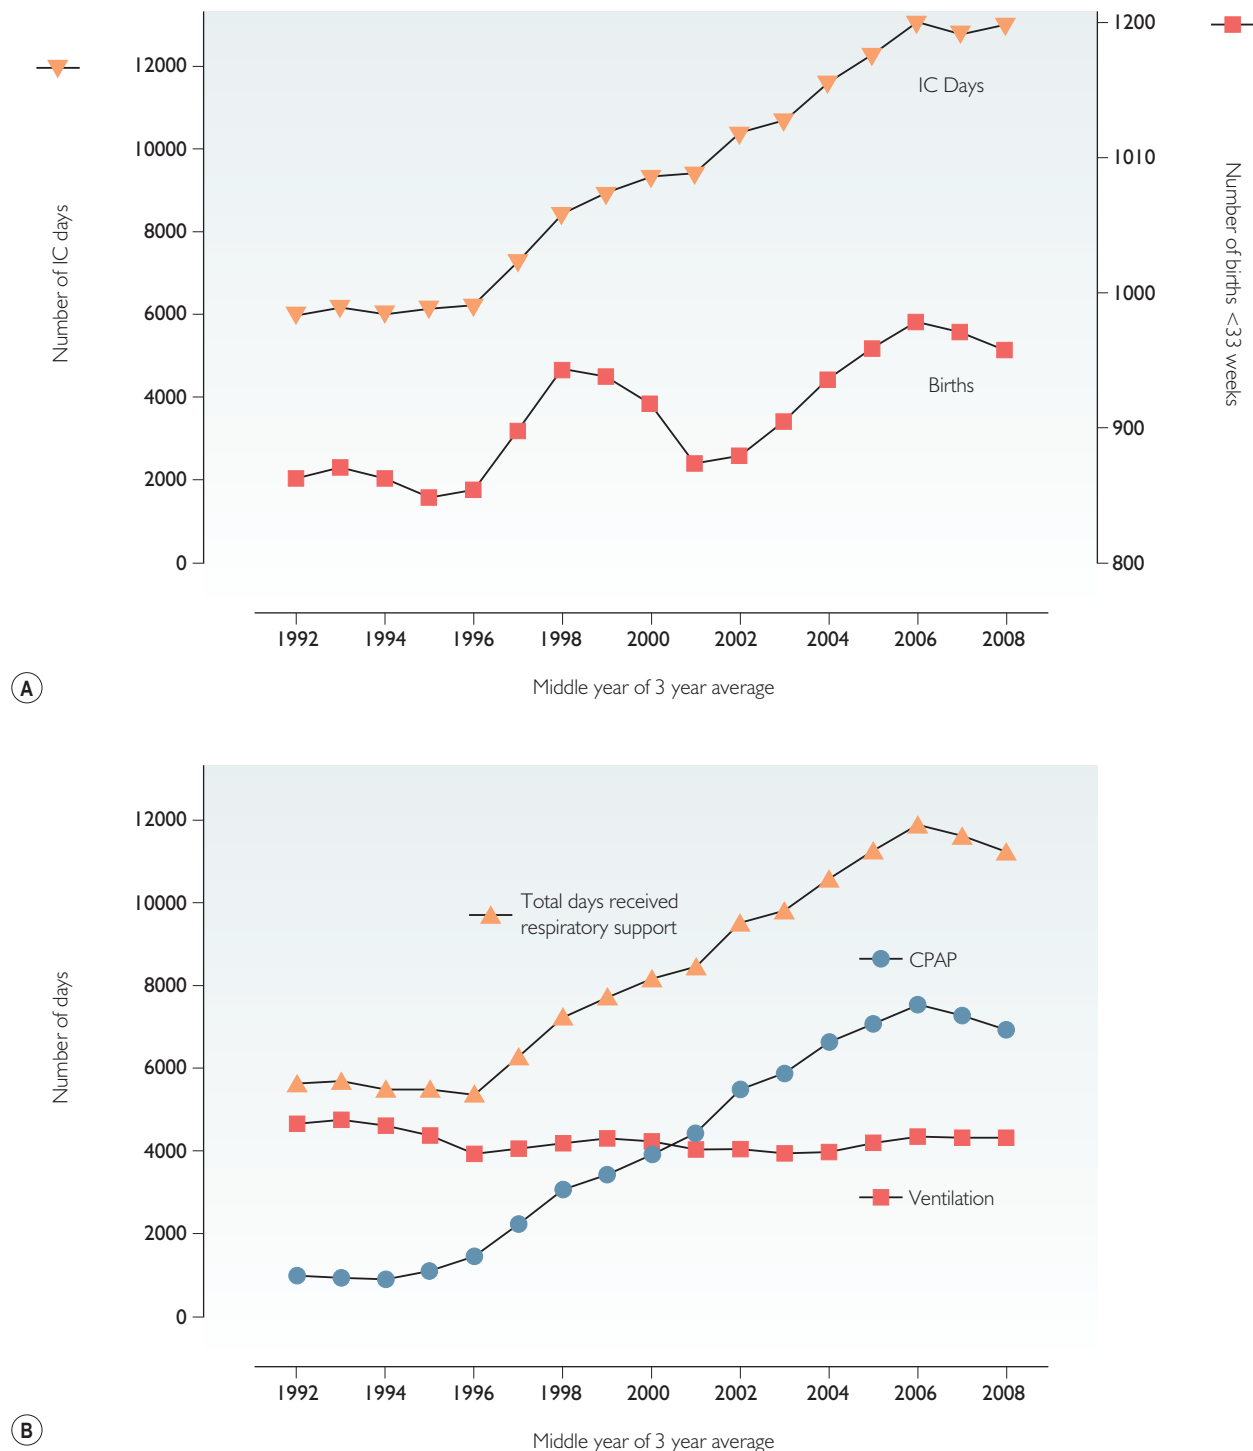 1200
12000
IC Days
10000
1010
Number of IC days
8000
Number of births <33 weeks
6000
1000
4000
Births
900
2000
0
800
1992 1994 1996 1998 2000 2002 2004 2006 2008
A
Middle year of 3 year average
12000
Total days received
respiratory support
10000
CPAP
Number of days
8000
6000
4000
Ventilation
2000
0
1992 1994 1996 1998 2000 2002 2004 2006 2008
B
Middle year of 3 year average